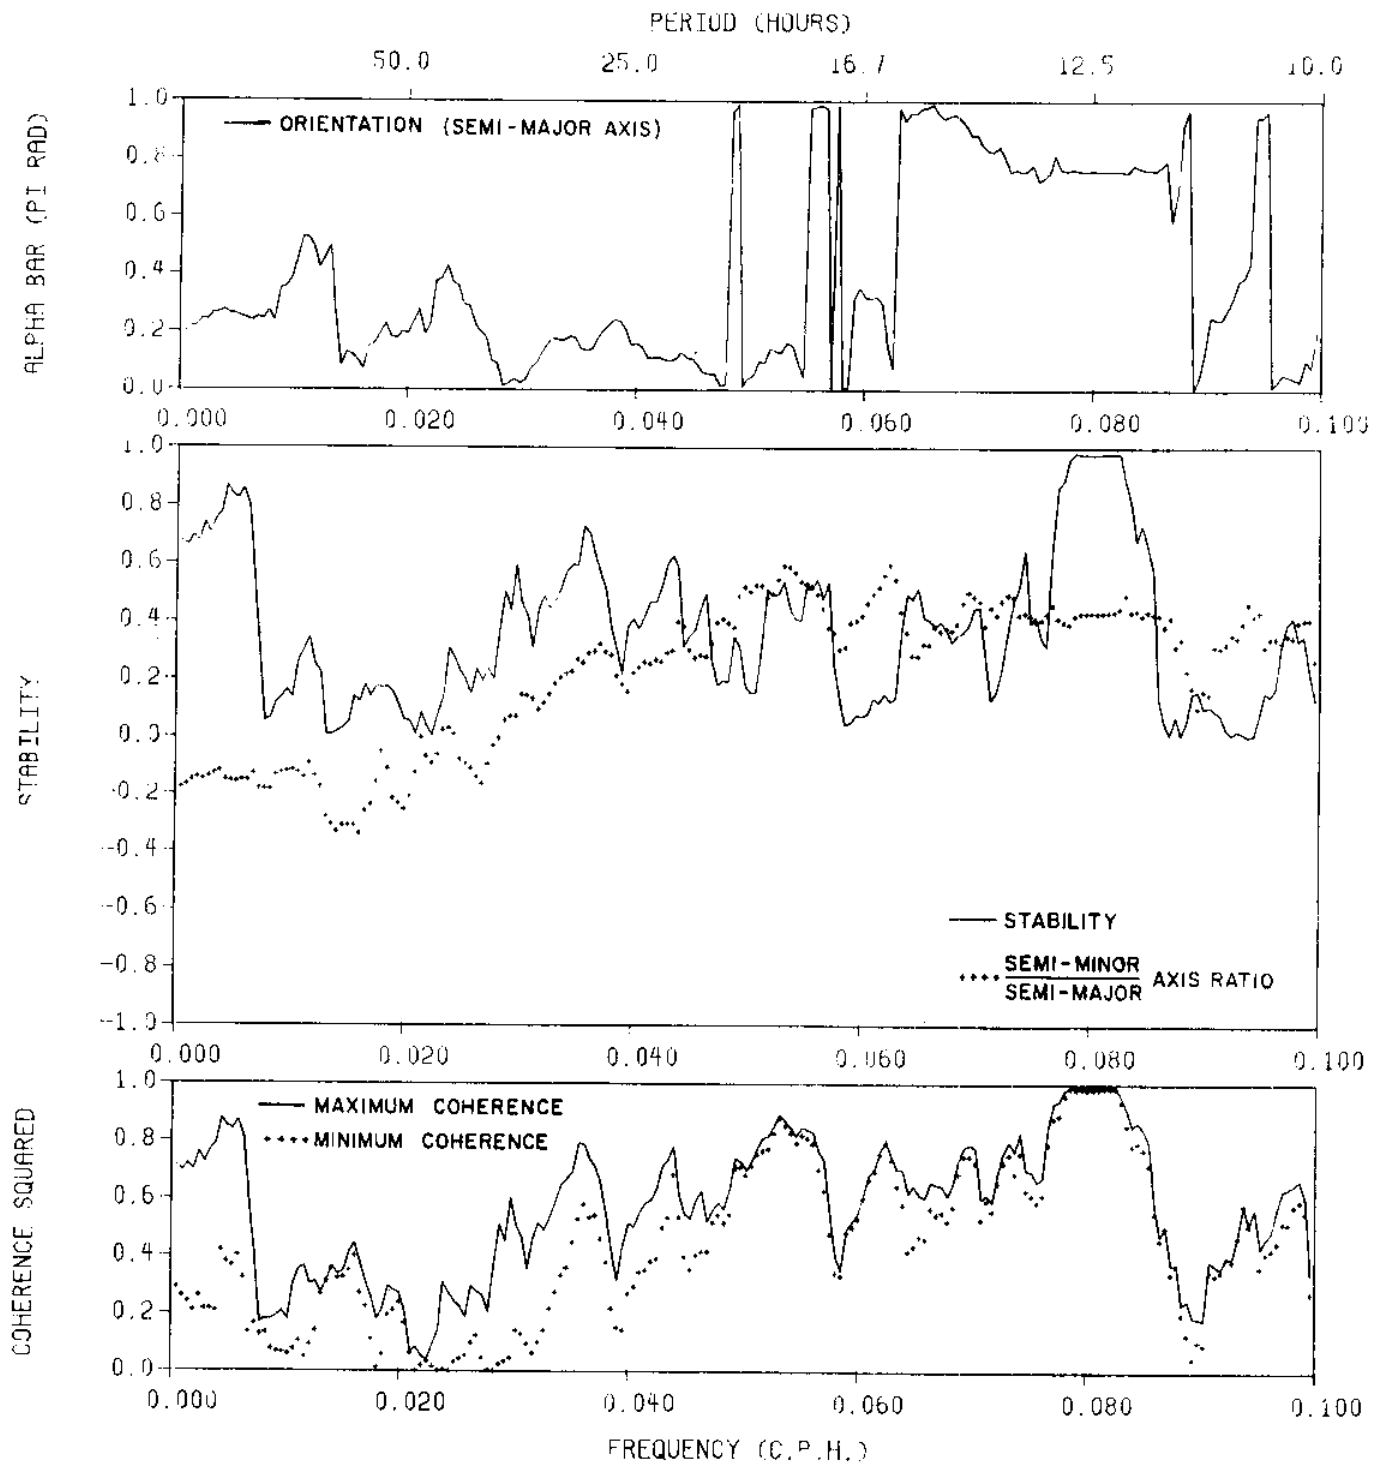 PERIOD (HOURS)
50.0 25.0 16.7 12.5 10.0
ALPHA BAR (PI RAD)
1.0
0.8
0.6
0.4
0.2
0.0
ORIENTATION (SEMI-MAJOR AXIS)
0.000 0.020 0.040 0.060 0.080 0.100
STABILITY
1.0
0.8
0.6
0.4
0.2
0.0
-0.2
-0.4
-0.6
-0.8
-1.0
STABILITY
SEMI-MINOR
SEMI-MAJOR AXIS RATIO
0.000 0.020 0.040 0.060 0.080 0.100
COHERENCE SQUARED
1.0
0.8
0.6
0.4
0.2
0.0
MAXIMUM COHERENCE
MINIMUM COHERENCE
0.000 0.020 0.040 0.060 0.080 0.100
FREQUENCY (C.P.H.)